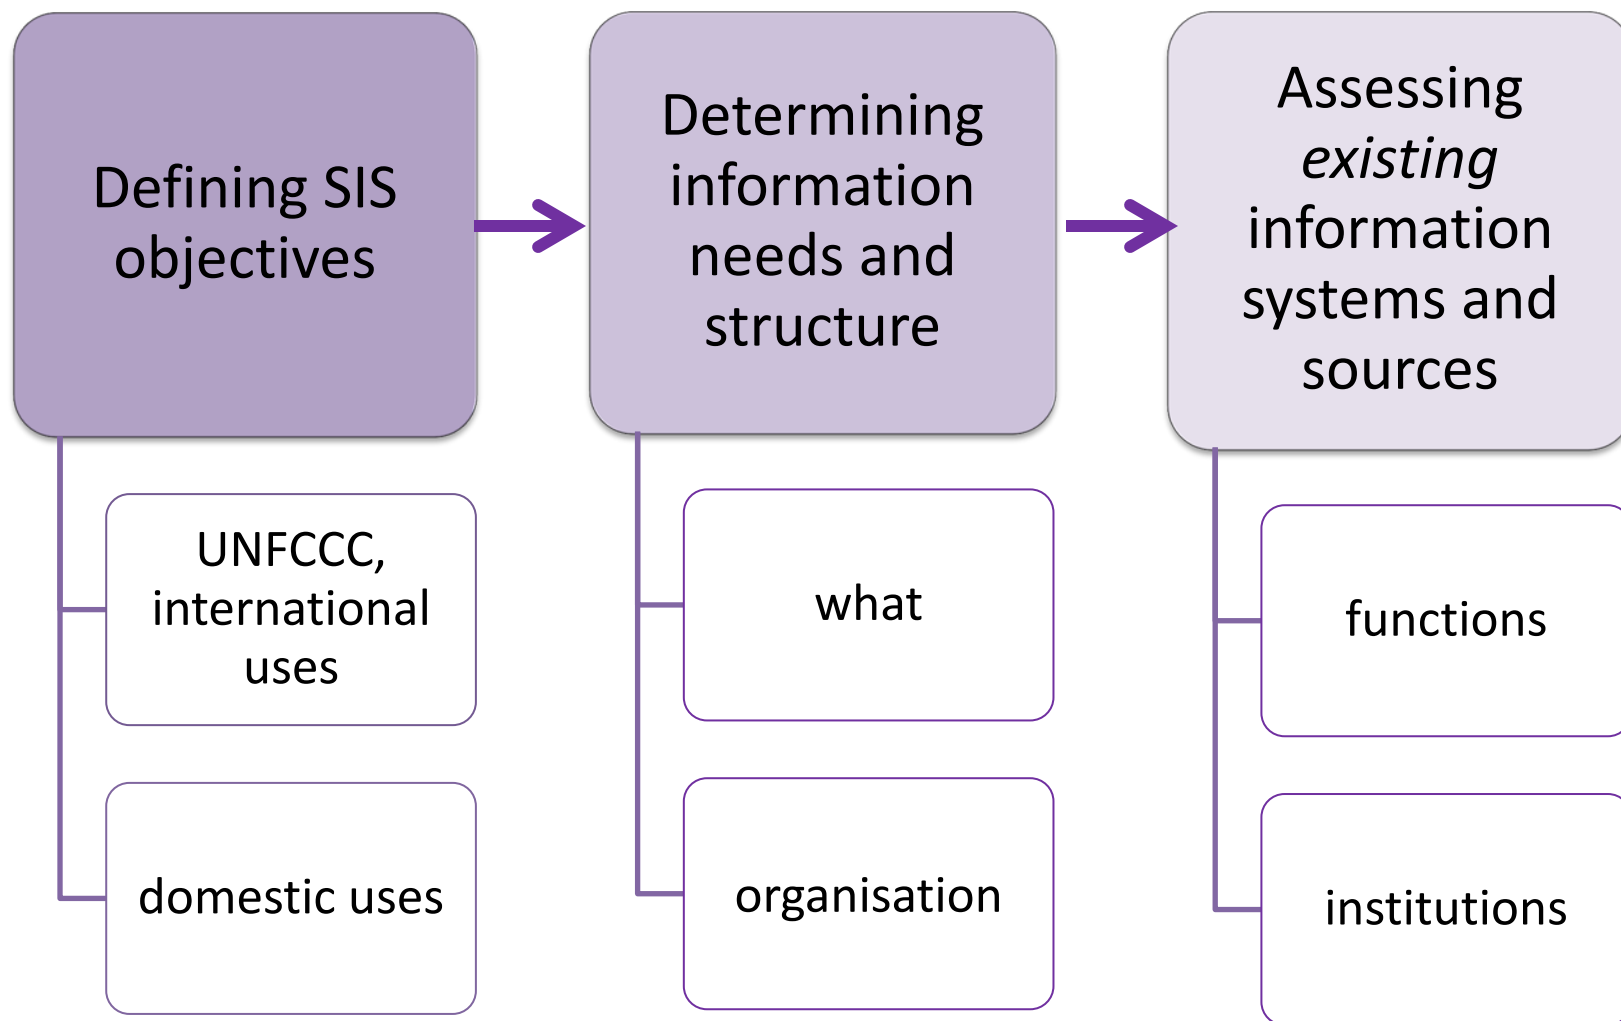 Defining SIS
objectives
UNFCCC,
international
uses
domestic uses
Determining
information
needs and
structure
what
organisation
Assessing
existing
information
systems and
sources
functions
institutions